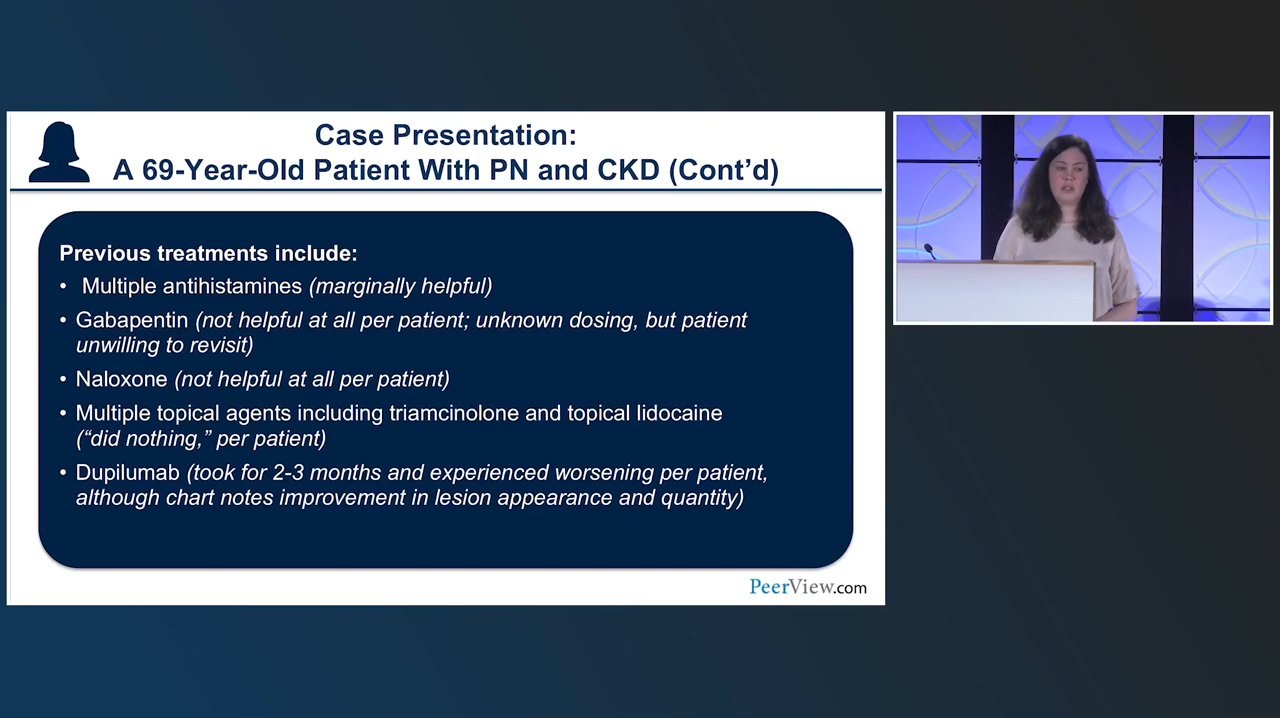 Case Presentation:
A 69-Year-Old Patient With PN and CKD (Cont’d)
Previous treatments include:
• Multiple antihistamines (marginally helpful)
• Gabapentin (not helpful at all per patient; unknown dosing, but patient
unwilling to revisit)
• Naloxone (not helpful at all per patient)
• Multiple topical agents including triamcinolone and topical lidocaine
(“did nothing,” per patient)
• Dupilumab (took for 2-3 months and experienced worsening per patient,
although chart notes improvement in lesion appearance and quantity)
PeerView.com